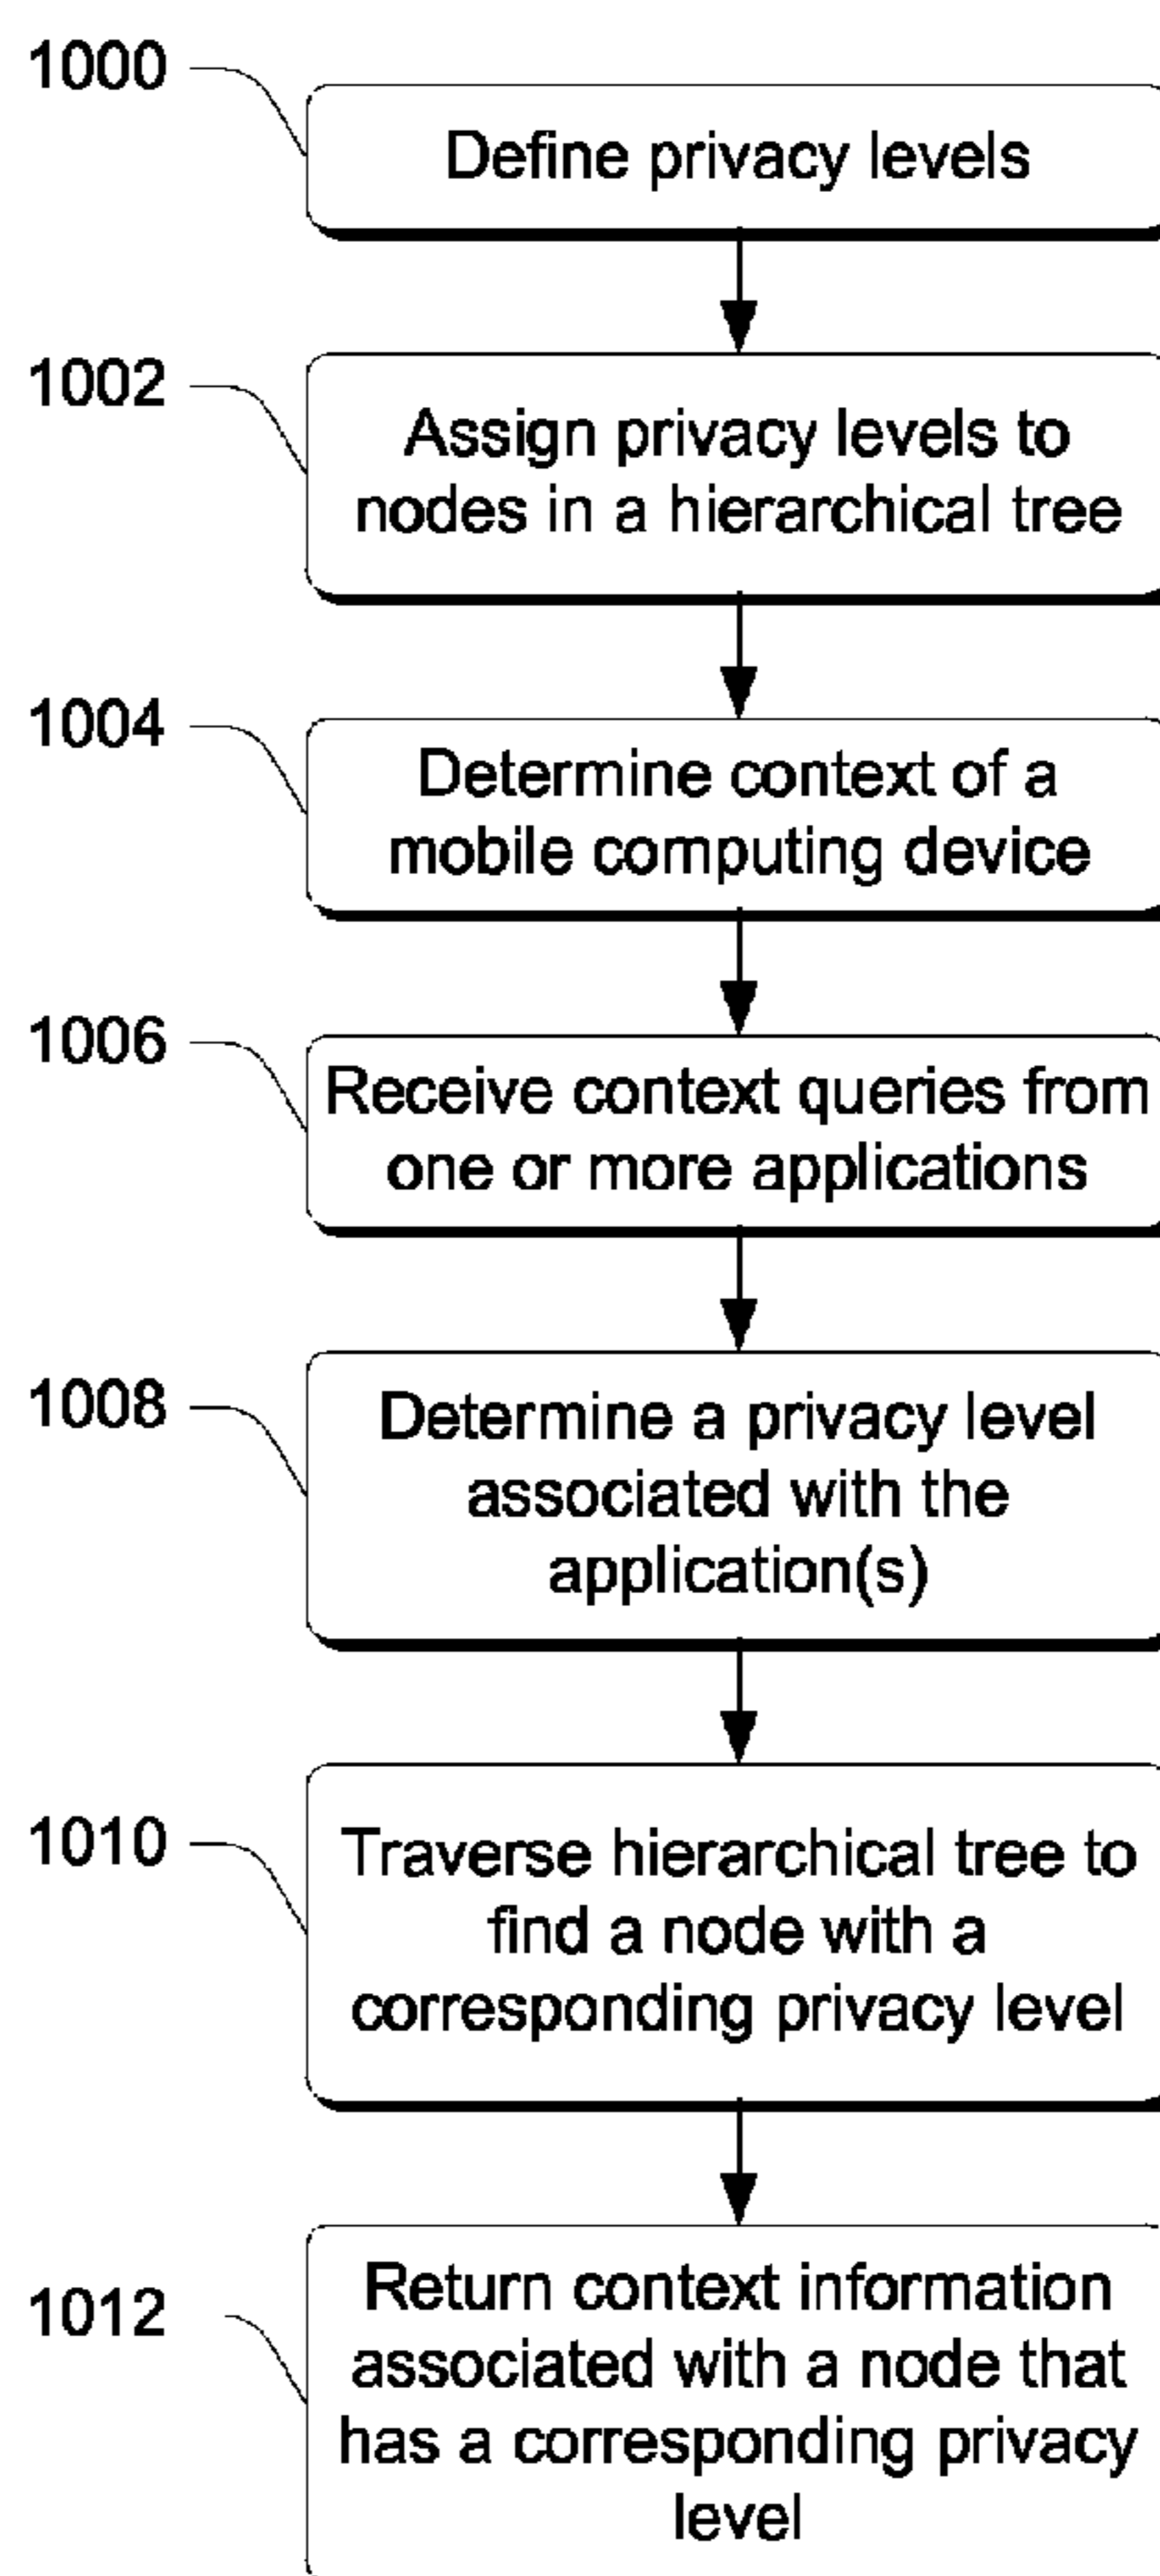 1000
Define privacy levels
1002
Assign privacy levels to
nodes in a hierarchical tree
1004
Determine context of a
mobile computing device
1006
Receive context queries from
one or more applications
1008
Determine a privacy level
associated with the
application(s)
1010
Traverse hierarchical tree to
find a node with a
corresponding privacy level
1012
Return context information
associated with a node that
has a corresponding privacy
level